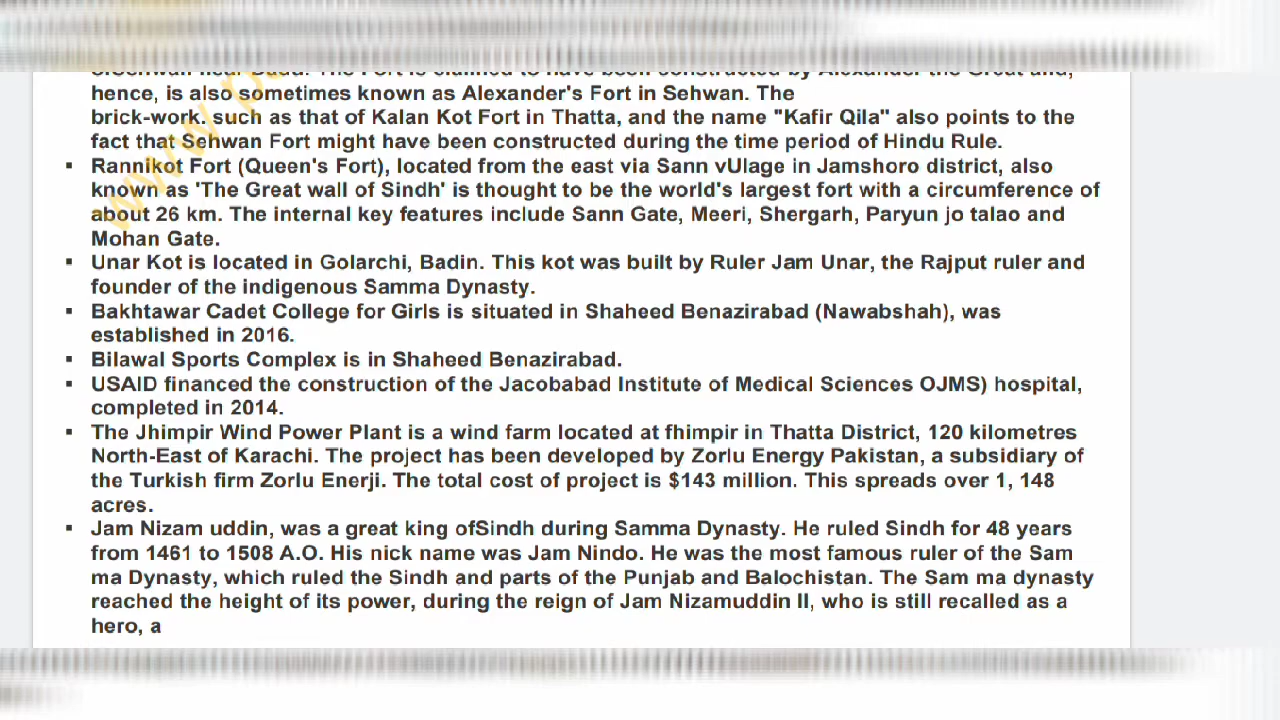 hence, is also sometimes known as Alexander's Fort in Sehwan. The
brick-work. such as that of Kalan Kot Fort in Thatta, and the name "Kafir Qila" also points to the
fact that Sehwan Fort might have been constructed during the time period of Hindu Rule.
▪ Rannikot Fort (Queen's Fort), located from the east via Sann vUlage in Jamshoro district, also
known as 'The Great wall of Sindh' is thought to be the world's largest fort with a circumference of
about 26 km. The internal key features include Sann Gate, Meeri, Shergarh, Paryun jo talao and
Mohan Gate.
▪ Unar Kot is located in Golarchi, Badin. This kot was built by Ruler Jam Unar, the Rajput ruler and
founder of the indigenous Samma Dynasty.
▪ Bakhtawar Cadet College for Girls is situated in Shaheed Benazirabad (Nawabshah), was
established in 2016.
▪ Bilawal Sports Complex is in Shaheed Benazirabad.
▪ USAID financed the construction of the Jacobabad Institute of Medical Sciences OJMS) hospital,
completed in 2014.
▪ The Jhimpir Wind Power Plant is a wind farm located at fhimpir in Thatta District, 120 kilometres
North-East of Karachi. The project has been developed by Zorlu Energy Pakistan, a subsidiary of
the Turkish firm Zorlu Enerji. The total cost of project is $143 million. This spreads over 1, 148
acres.
▪ Jam Nizam uddin, was a great king ofSindh during Samma Dynasty. He ruled Sindh for 48 years
from 1461 to 1508 A.O. His nick name was Jam Nindo. He was the most famous ruler of the Sam
ma Dynasty, which ruled the Sindh and parts of the Punjab and Balochistan. The Sam ma dynasty
reached the height of its power, during the reign of Jam Nizamuddin II, who is still recalled as a
hero, a